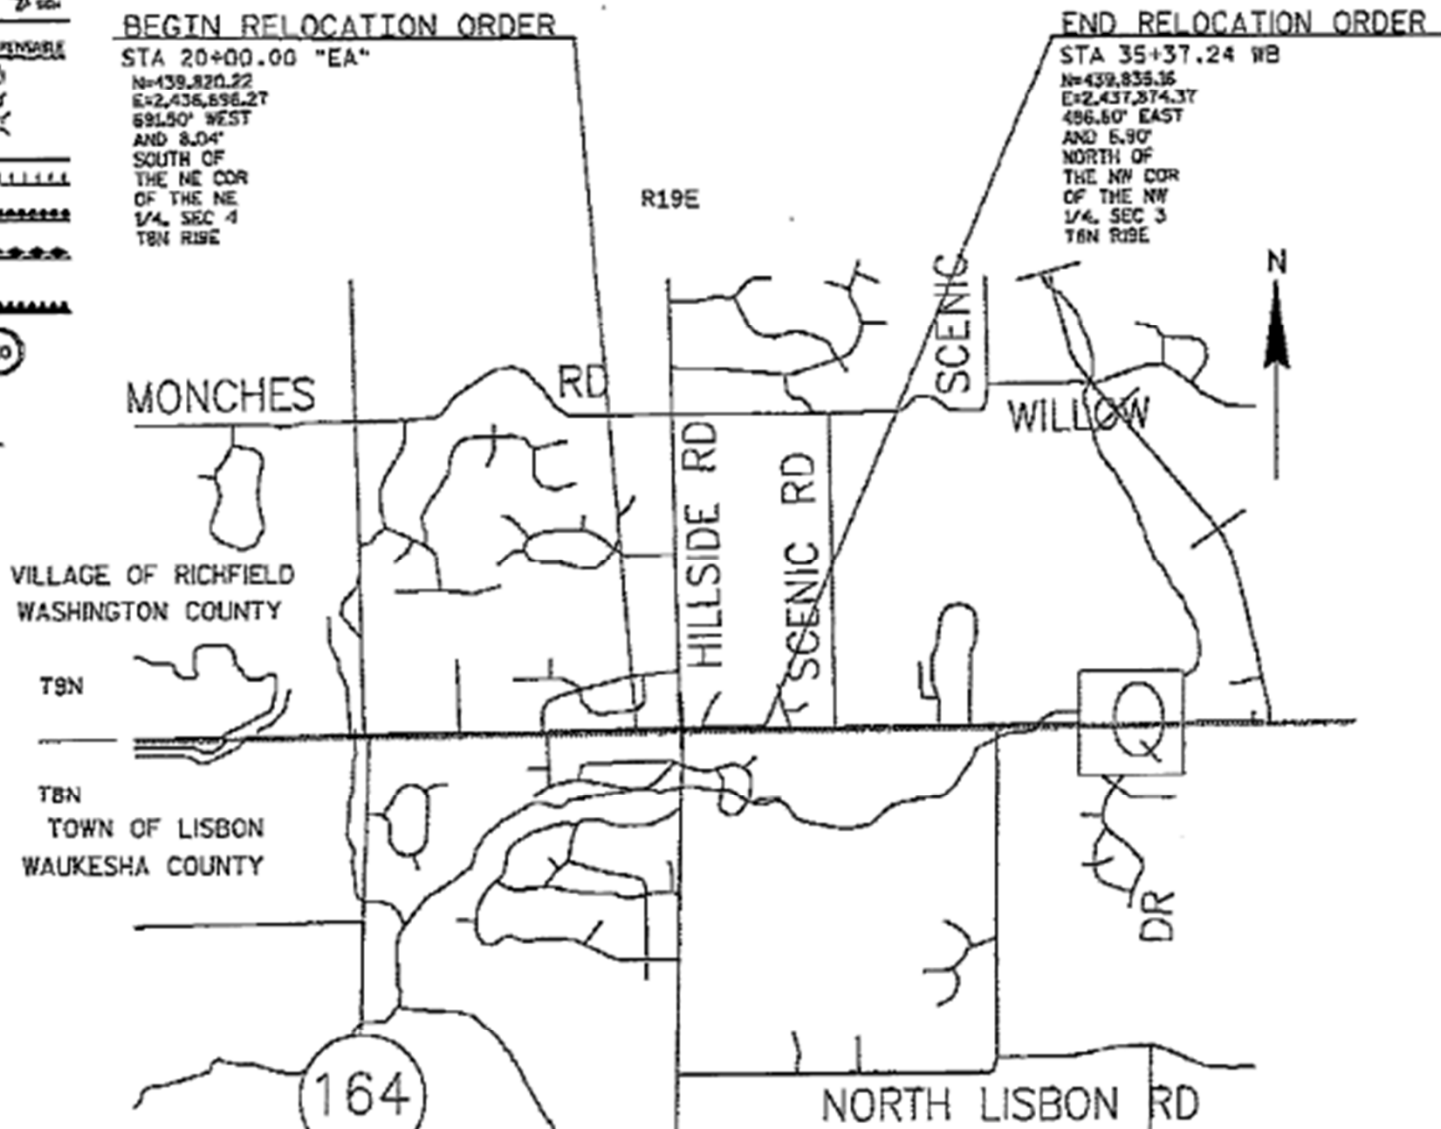 BEGIN RELOCATION ORDER
STA 20+00.00 "EA"
N=439,820.22
E=2,436,696.27
691.50' WEST
AND 8.04'
SOUTH OF
THE NE COR
OF THE NE
1/4, SEC 4
T8N R19E
END RELOCATION ORDER
STA 35+37.24 WB
N=439,835.16
E=2,437,874.37
486.60' EAST
AND 6.90'
NORTH OF
THE NW COR
OF THE NW
1/4, SEC 3
T8N R19E
R19E
N
SCENIC
MONCHES RD
WILLOW
HILLSIDE RD
SCENIC RD
VILLAGE OF RICHFIELD
WASHINGTON COUNTY
T9N
Q
T8N
TOWN OF LISBON
WAUKESHA COUNTY
DR
164
NORTH LISBON RD